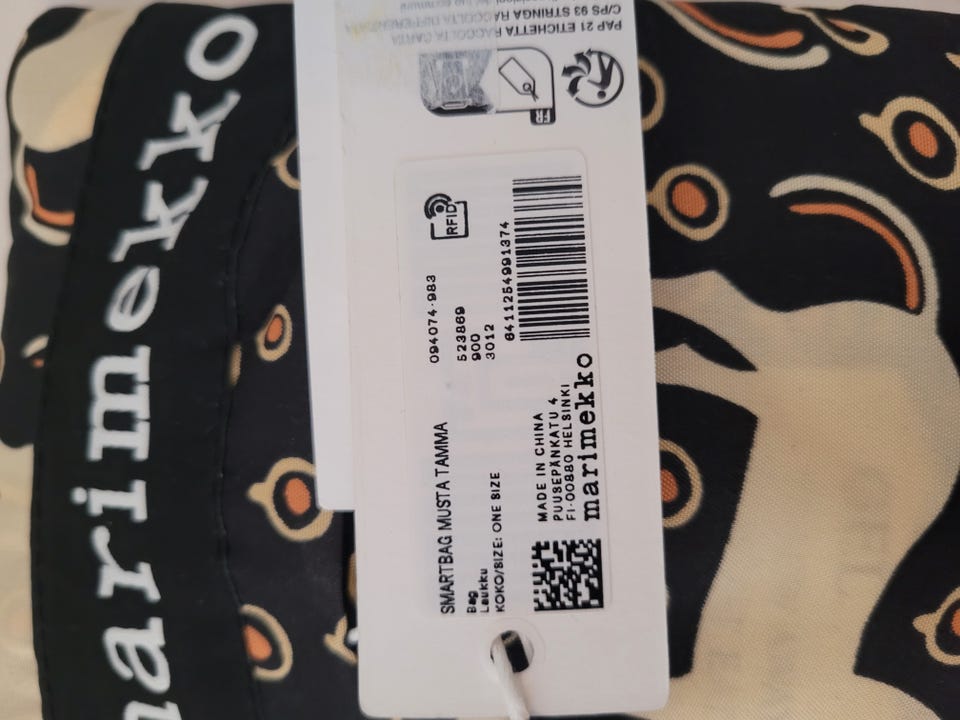 marimekko
PAP 21 ETICHETTA RACCOLTA CARTA
C/PS 93 STRINGA RACCOLTA DIFFERENZIATA
FR
RFID
SMARTBAG MUSTA TAMMA
094074-983
Bag
Laukku
KOKO/SIZE: ONE SIZE
523869
900
3012
6411254991374
MADE IN CHINA
PUUSEPÄNKATU 4
FI-00880 HELSINKI
marimekko